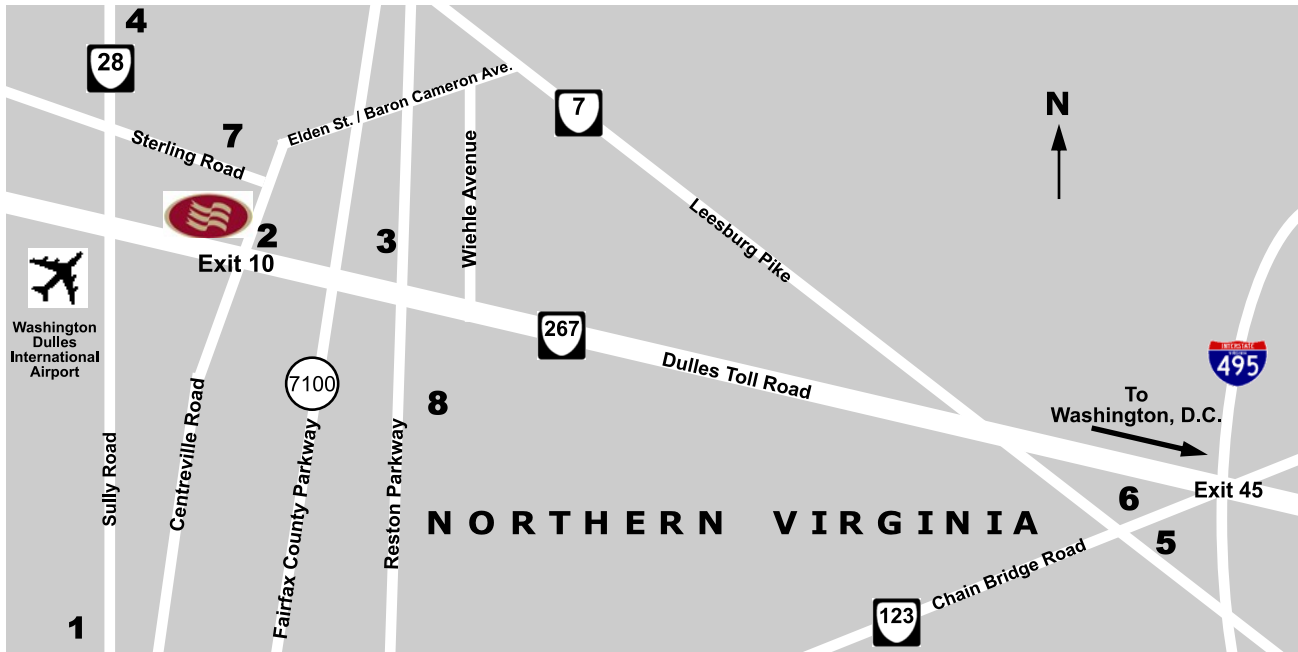 4
28
7
Elden St. / Baron Cameron Ave.
7
N
Sterling Road
Wiehle Avenue
Leesburg Pike
2
3
Exit 10
Washington
Dulles
International
Airport
267
Dulles Toll Road
INTERSTATE
VIRGINIA
495
7100
To
Washington, D.C.
8
Centreville Road
Sully Road
Fairfax County Parkway
Reston Parkway
6
Exit 45
NORTHERN VIRGINIA
5
Chain Bridge Road
123
1